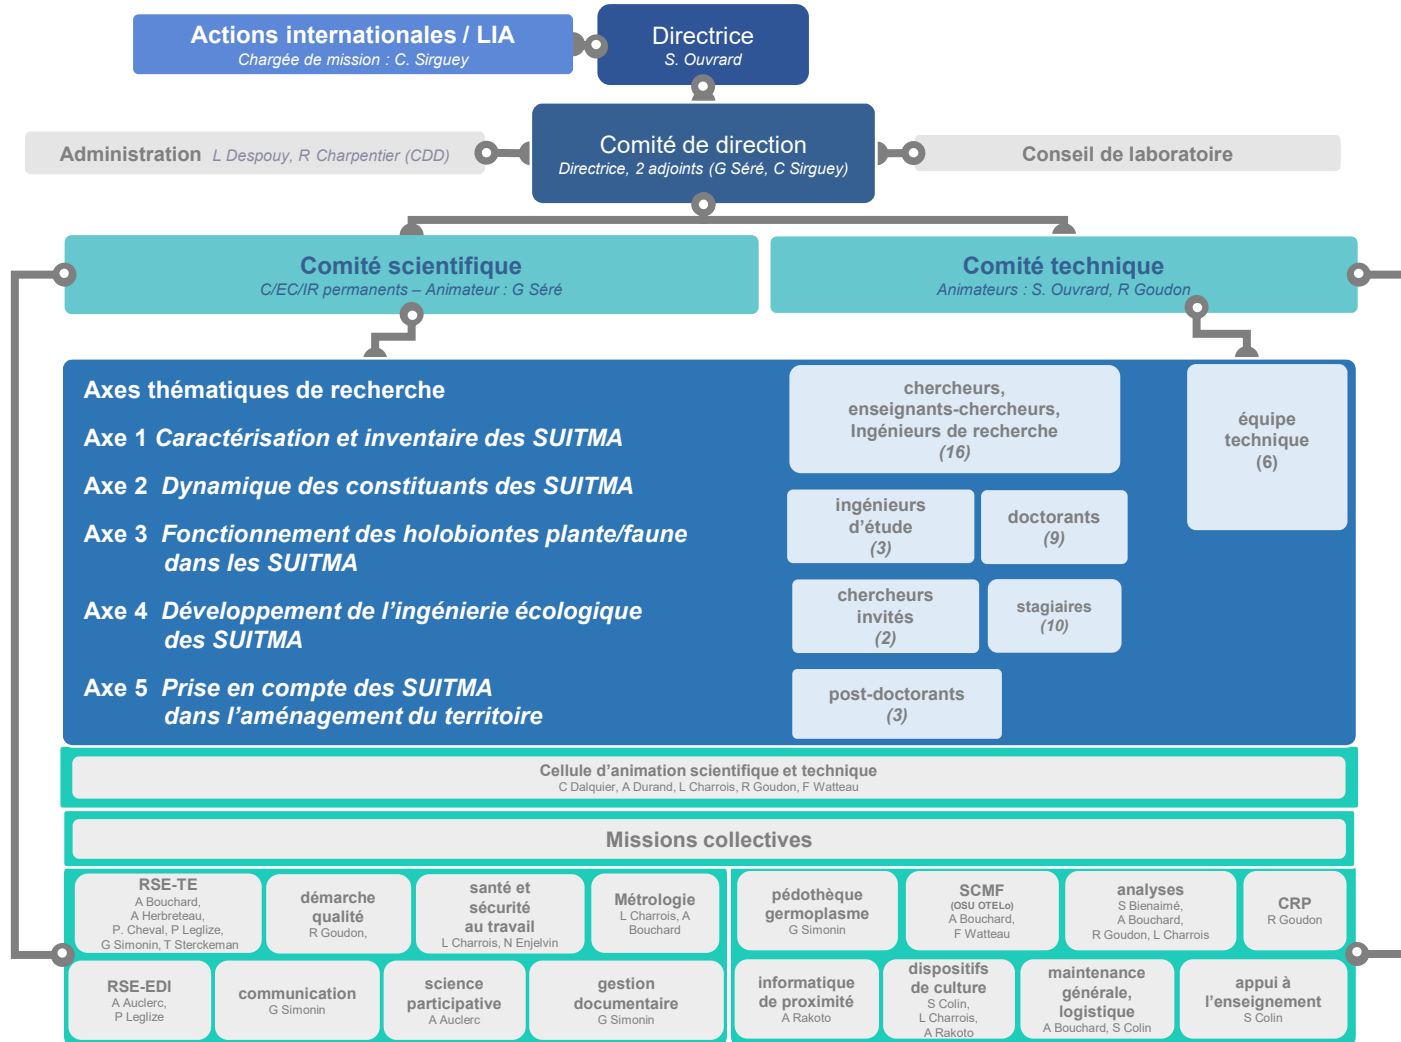 Actions internationales / LIA
Chargée de mission : C. Sirguey
Directrice
S. Ouvrard
Administration L Despouy, R Charpentier (CDD)
Comité de direction
Directrice, 2 adjoints (G Séré, C Sirguey)
Conseil de laboratoire
Comité scientifique
C/EC/IR permanents – Animateur : G Séré
Comité technique
Animateurs : S. Ouvrard, R Goudon
Axes thématiques de recherche
Axe 1 Caractérisation et inventaire des SUITMA
Axe 2 Dynamique des constituants des SUITMA
Axe 3 Fonctionnement des holobiontes plante/faune
dans les SUITMA
Axe 4 Développement de l'ingénierie écologique
des SUITMA
Axe 5 Prise en compte des SUITMA
dans l'aménagement du territoire
chercheurs,
enseignants-chercheurs,
Ingénieurs de recherche
(16)
ingénieurs
d'étude
(3)
doctorants
(9)
chercheurs
invités
(2)
stagiaires
(10)
post-doctorants
(3)
équipe
technique
(6)
Cellule d'animation scientifique et technique
C Dalquier, A Durand, L Charrois, R Goudon, F Watteau
Missions collectives
RSE-TE
A Bouchard,
A Herbreteau,
P. Cheval, P Leglize,
G Simonin, T Sterckeman
démarche
qualité
R Goudon,
santé et
sécurité
au travail
L Charrois, N Enjelvin
Métrologie
L Charrois, A
Bouchard
pédothèque
germoplasme
G Simonin
SCMF
(OSU OTELo)
A Bouchard,
F Watteau
analyses
S Bienaimé,
A Bouchard,
R Goudon, L Charrois
CRP
R Goudon
RSE-EDI
A Auclerc,
P Leglize
communication
G Simonin
science
participative
A Auclerc
gestion
documentaire
G Simonin
informatique
de proximité
A Rakoto
dispositifs
de culture
S Colin,
L Charrois,
A Rakoto
maintenance
générale,
logistique
A Bouchard, S Colin
appui à
l'enseignement
S Colin